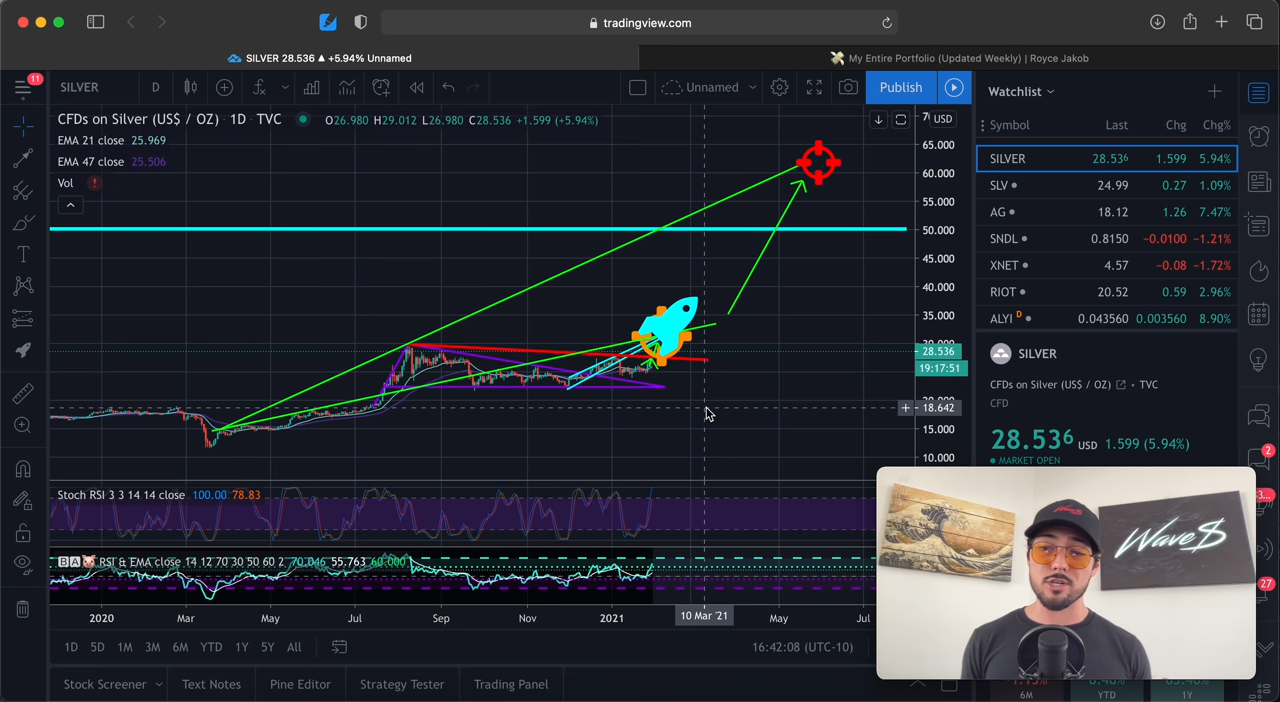 tradingview.com
SILVER 28.536 ▲ +5.94% Unnamed
My Entire Portfolio (Updated Weekly) | Royce Jakob
11
SILVER
D
Unnamed
Publish
Watchlist
CFDs on Silver (US$ / OZ) · 1D · TVC
O26.980 H29.012 L26.980 C28.536 +1.599 (+5.94%)
USD
EMA 21 close 25.969
EMA 47 close 25.506
Vol
65.000
60.000
55.000
50.000
45.000
40.000
35.000
28.536
19:17:51
18.642
15.000
10.000
Symbol Last Chg Chg%
SILVER 28.536 1.599 5.94%
SLV 24.99 0.27 1.09%
AG 18.12 1.26 7.47%
SNDL 0.8150 -0.0100 -1.21%
XNET 4.57 -0.08 -1.72%
RIOT 20.52 0.59 2.96%
ALYI D 0.043560 0.003560 8.90%
SILVER
CFDs on Silver (US$ / OZ) • TVC
CFD
28.536 USD 1.599 (5.94%)
MARKET OPEN
2
27
Stoch RSI 3 3 14 14 close 100.00 78.83
BA RSI & EMA close 14 12 70 30 50 60 2 70.046 55.763 60.000
2020 Mar May Jul Sep Nov 2021 10 Mar '21 May Jul
1D 5D 1M 3M 6M YTD 1Y 5Y All
16:42:08 (UTC-10)
Stock Screener Text Notes Pine Editor Strategy Tester Trading Panel
Wave$
6M YTD 1Y